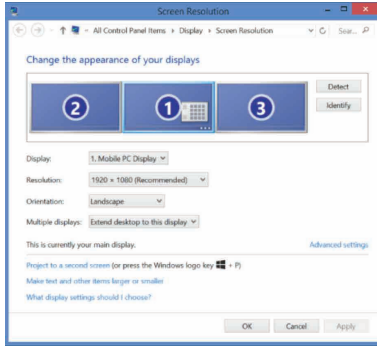 Screen Resolution
All Control Panel Items Display Screen Resolution Sear...
Change the appearance of your displays
2 1 3
Detect
Identify
Display: 1. Mobile PC Display
Resolution: 1920 × 1080 (Recommended)
Orientation: Landscape
Multiple displays: Extend desktop to this display
This is currently your main display. Advanced settings
Project to a second screen (or press the Windows logo key + P)
Make text and other items larger or smaller
What display settings should I choose?
OK Cancel Apply